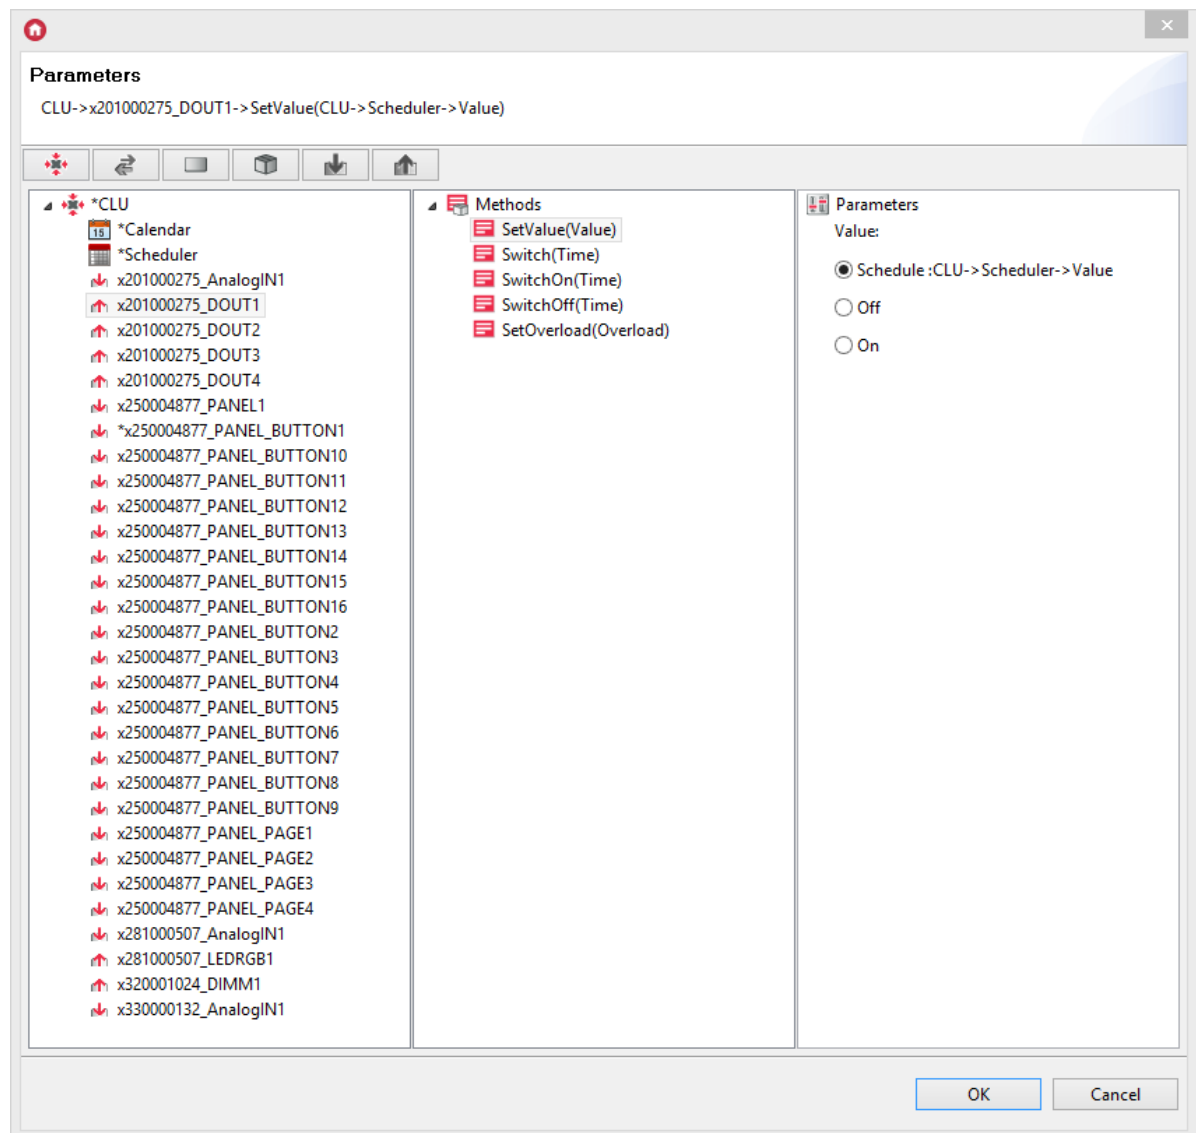 Parameters
CLU->x201000275_DOUT1->SetValue(CLU->Scheduler->Value)
*CLU
15 *Calendar
*Scheduler
x201000275_AnalogIN1
x201000275_DOUT1
x201000275_DOUT2
x201000275_DOUT3
x201000275_DOUT4
x250004877_PANEL1
*x250004877_PANEL_BUTTON1
x250004877_PANEL_BUTTON10
x250004877_PANEL_BUTTON11
x250004877_PANEL_BUTTON12
x250004877_PANEL_BUTTON13
x250004877_PANEL_BUTTON14
x250004877_PANEL_BUTTON15
x250004877_PANEL_BUTTON16
x250004877_PANEL_BUTTON2
x250004877_PANEL_BUTTON3
x250004877_PANEL_BUTTON4
x250004877_PANEL_BUTTON5
x250004877_PANEL_BUTTON6
x250004877_PANEL_BUTTON7
x250004877_PANEL_BUTTON8
x250004877_PANEL_BUTTON9
x250004877_PANEL_PAGE1
x250004877_PANEL_PAGE2
x250004877_PANEL_PAGE3
x250004877_PANEL_PAGE4
x281000507_AnalogIN1
x281000507_LEDRGB1
x320001024_DIMM1
x330000132_AnalogIN1
Methods
SetValue(Value)
Switch(Time)
SwitchOn(Time)
SwitchOff(Time)
SetOverload(Overload)
Parameters
Value:
Schedule :CLU->Scheduler->Value
Off
On
OK
Cancel